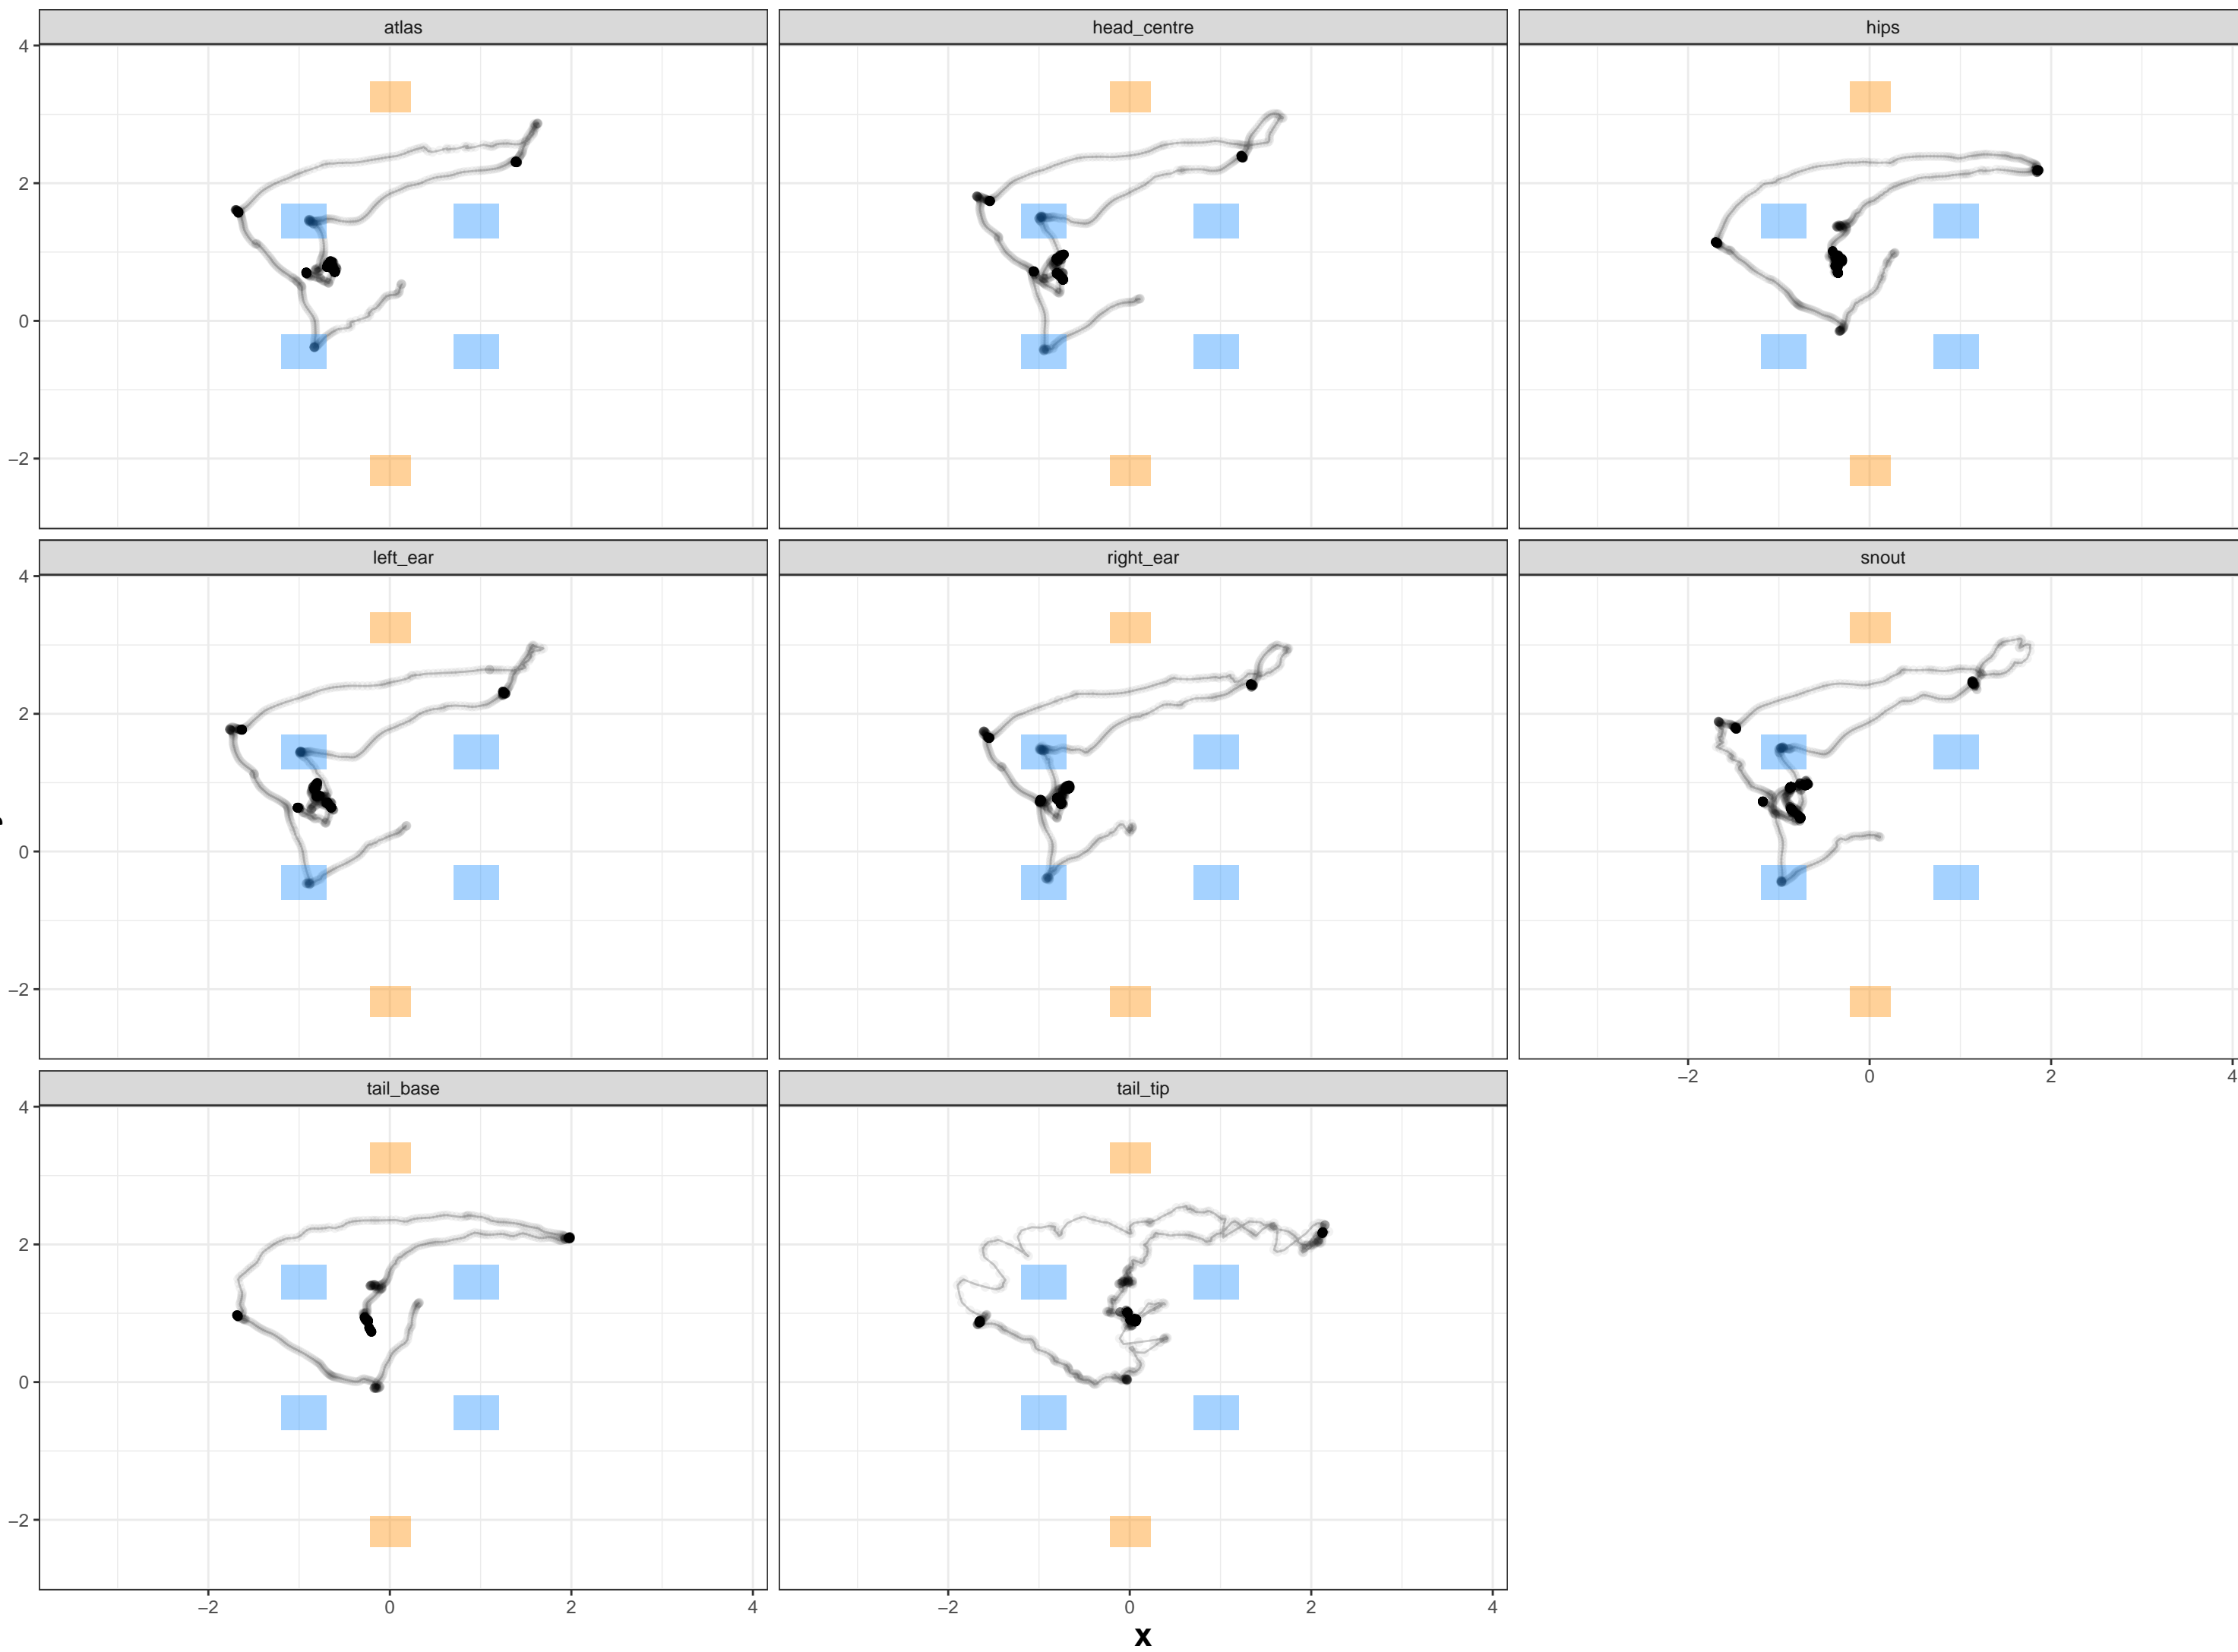 atlas head_centre hips
4
2
0
−2
left_ear right_ear snout
4
2
0
−2
−2 0 2 4
tail_base tail_tip
4
2
0
−2
−2 0 2 4 −2 0 2 4
x